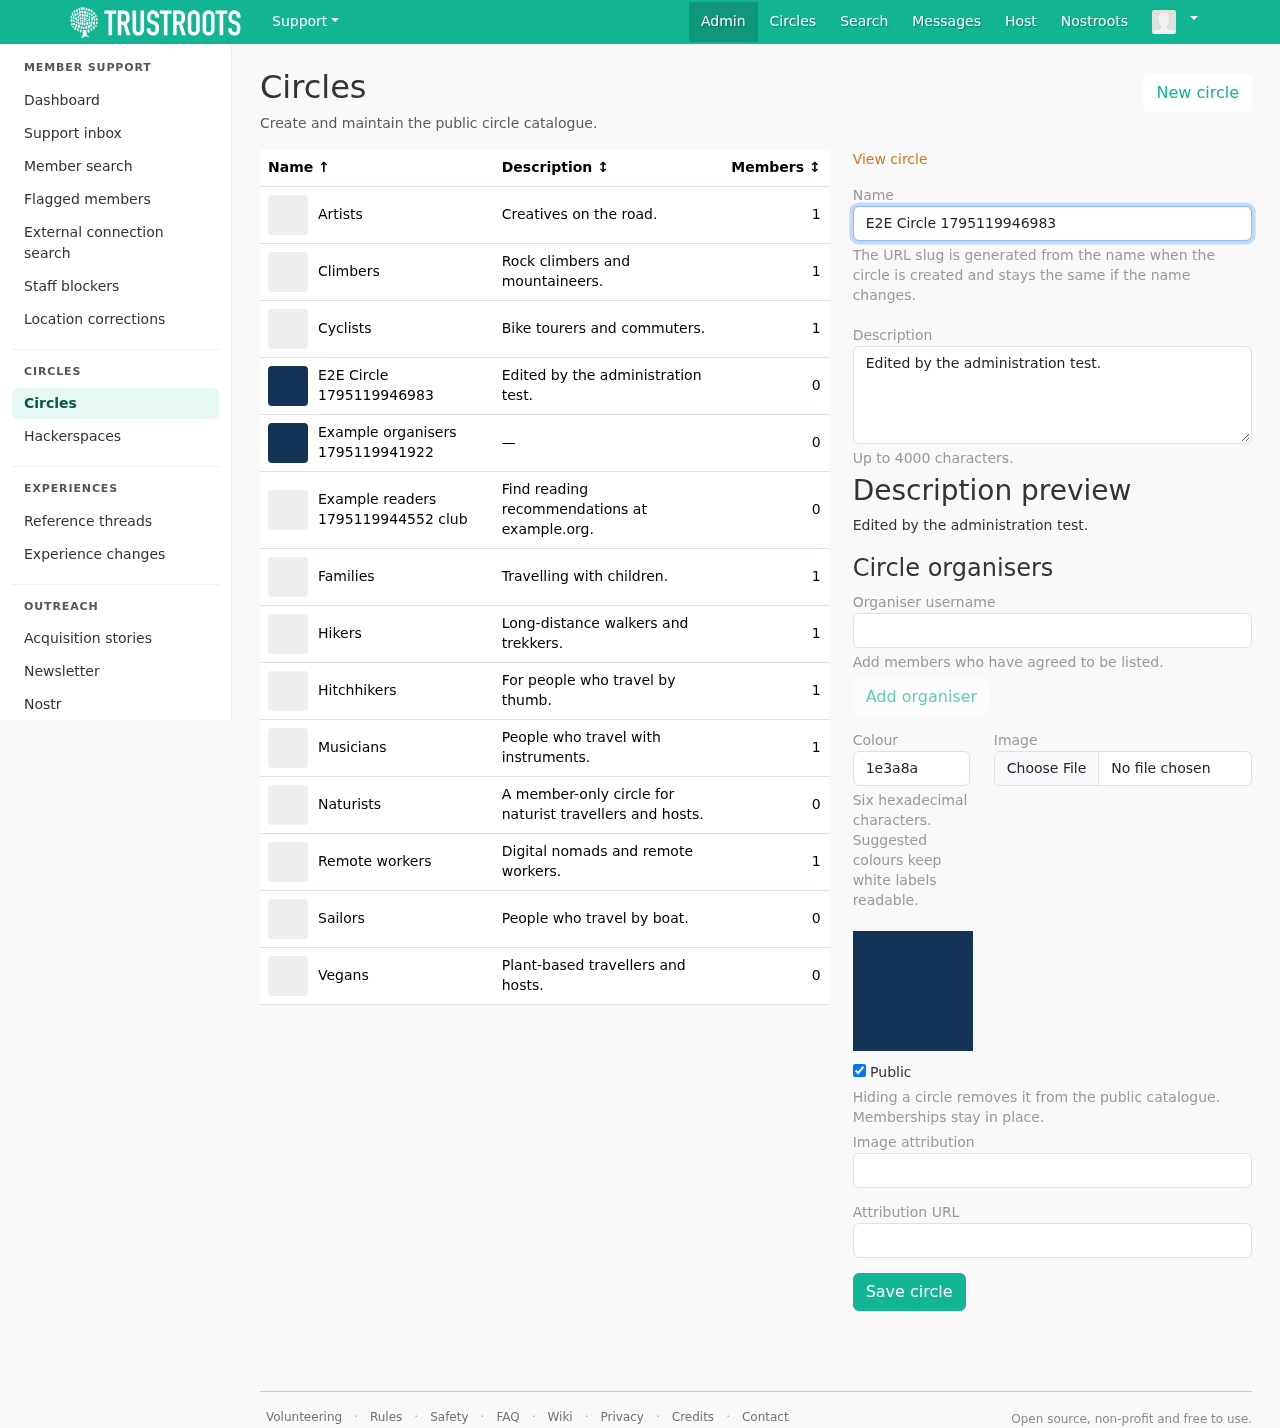 TRUSTROOTS
Support
Admin
Circles
Search
Messages
Host
Nostroots
MEMBER SUPPORT
Dashboard
Support inbox
Member search
Flagged members
External connection
search
Staff blockers
Location corrections
CIRCLES
Circles
Hackerspaces
EXPERIENCES
Reference threads
Experience changes
OUTREACH
Acquisition stories
Newsletter
Nostr
Circles
Create and maintain the public circle catalogue.
New circle
Name ↑ Description ↕ Members ↕
Artists Creatives on the road. 1
Climbers Rock climbers and
mountaineers. 1
Cyclists Bike tourers and commuters. 1
E2E Circle
1795119946983
Edited by the administration
test.
0
Example organisers
1795119941922
—
0
Example readers
1795119944552 club
Find reading
recommendations at
example.org.
0
Families Travelling with children. 1
Hikers Long-distance walkers and
trekkers. 1
Hitchhikers For people who travel by
thumb. 1
Musicians People who travel with
instruments. 1
Naturists A member-only circle for
naturist travellers and hosts. 0
Remote workers Digital nomads and remote
workers. 1
Sailors People who travel by boat. 0
Vegans Plant-based travellers and
hosts. 0
View circle
Name
E2E Circle 1795119946983
The URL slug is generated from the name when the
circle is created and stays the same if the name
changes.
Description
Edited by the administration test.
Up to 4000 characters.
Description preview
Edited by the administration test.
Circle organisers
Organiser username
Add members who have agreed to be listed.
Add organiser
Colour
1e3a8a
Six hexadecimal
characters.
Suggested
colours keep
white labels
readable.
Image
Choose File No file chosen
Public
Hiding a circle removes it from the public catalogue.
Memberships stay in place.
Image attribution
Attribution URL
Save circle
Volunteering · Rules · Safety · FAQ · Wiki · Privacy · Credits · Contact
Open source, non-profit and free to use.